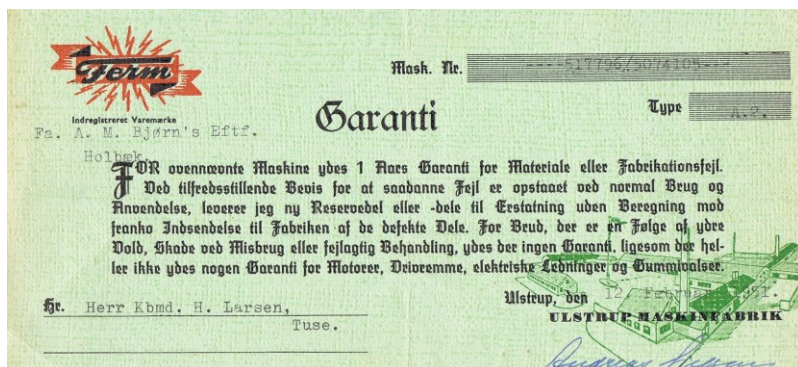 Ferm
Indregistreret Varemærke
Fa. A. M. Bjørn's Eftf.
Holbæk.
Mask. Nr. ----517796/5074105---
Garanti
Type A.2.
FOR ovennævnte Maskine ydes 1 Aars Garanti for Materiale eller Fabrikationsfejl.
Ved tilfredsstillende Bevis for at saadanne Fejl er opstaaet ved normal Brug og
Anvendelse, leverer jeg ny Reservedel eller -dele til Erstatning uden Beregning mod
franko Indsendelse til Fabriken af de defekte Dele. For Brud, der er en Følge af ydre
Vold, Skade ved Misbrug eller fejlagtig Behandling, ydes der ingen Garanti, ligesom der hel-
ler ikke ydes nogen Garanti for Motorer, Drivremme, elektriske Ledninger og Gummivalser.
Hr. Herr Kbmd. H. Larsen,
Tuse.
Ulstrup, den 12. Februar 1951.
ULSTRUP MASKINFABRIK
Andreas